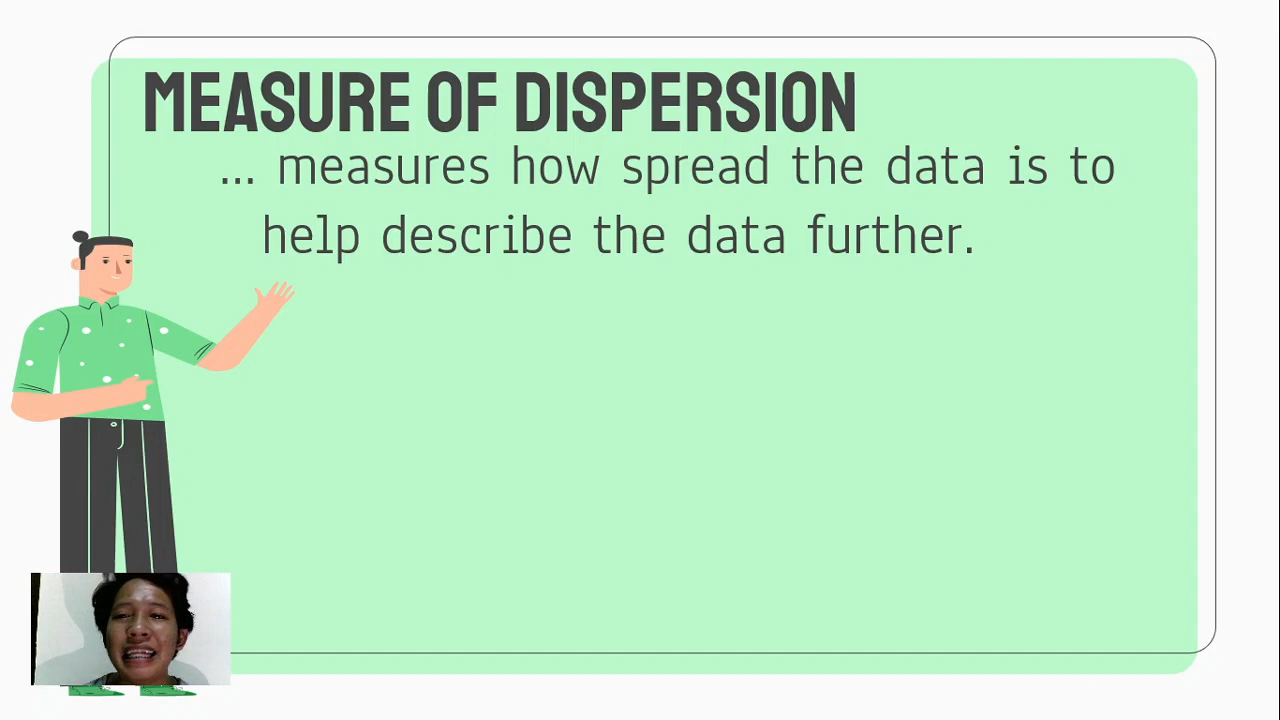 MEASURE OF DISPERSION
... measures how spread the data is to
help describe the data further.